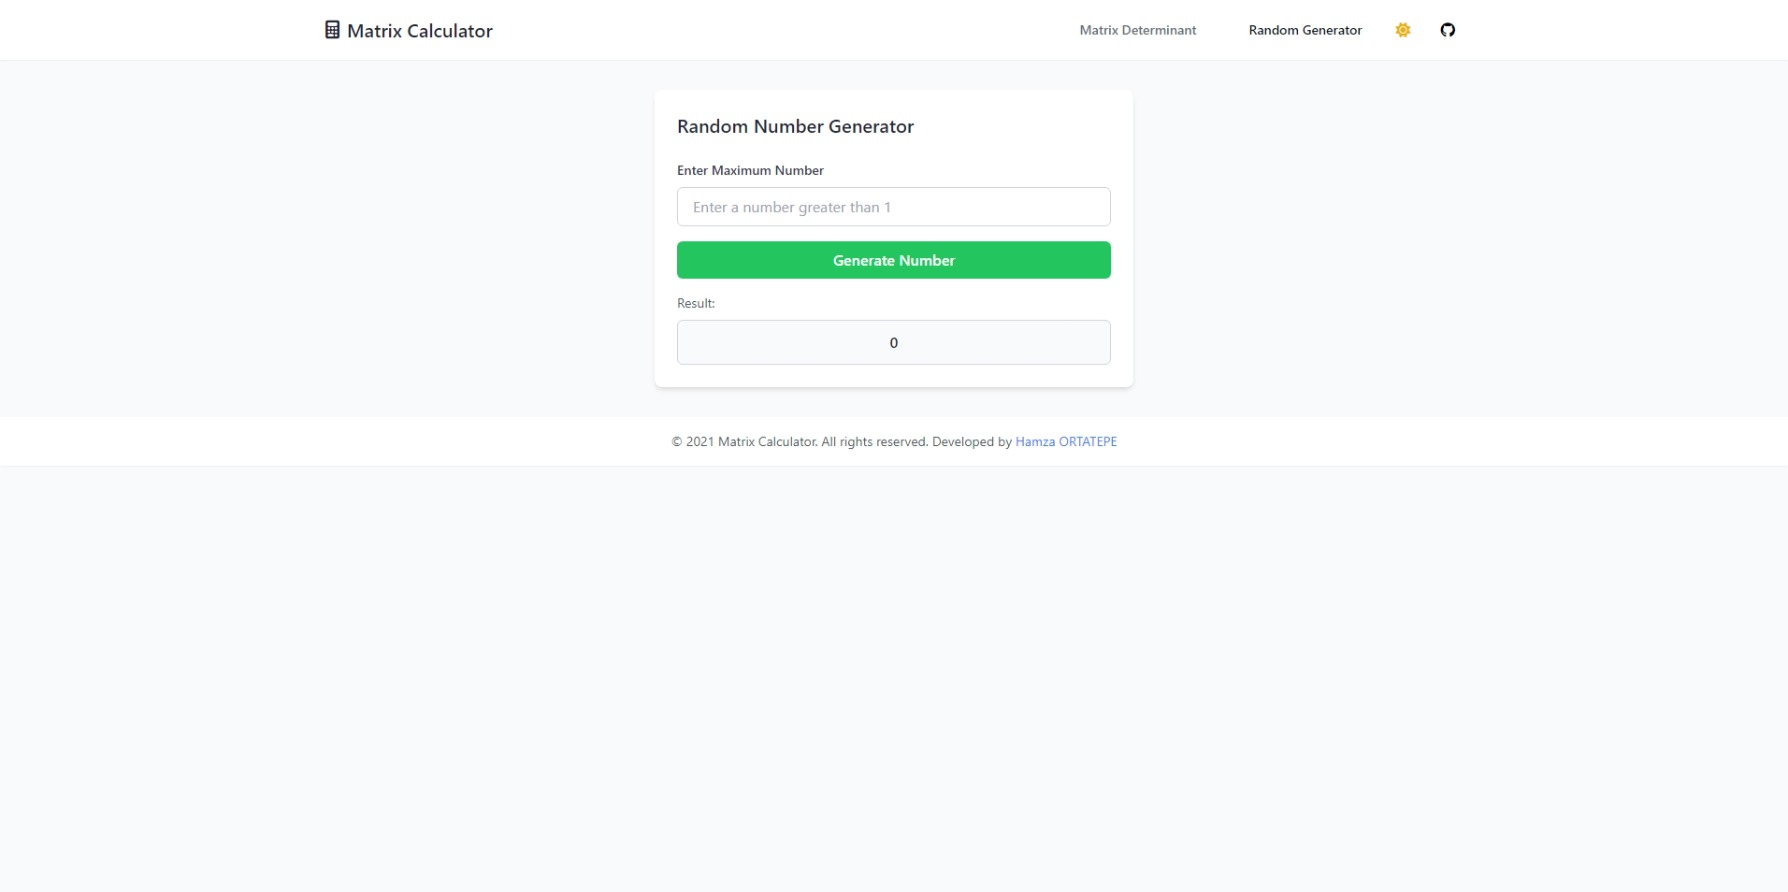 Matrix Calculator
Matrix Determinant
Random Generator
Random Number Generator
Enter Maximum Number
Enter a number greater than 1
Generate Number
Result:
0
© 2021 Matrix Calculator. All rights reserved. Developed by Hamza ORTATEPE